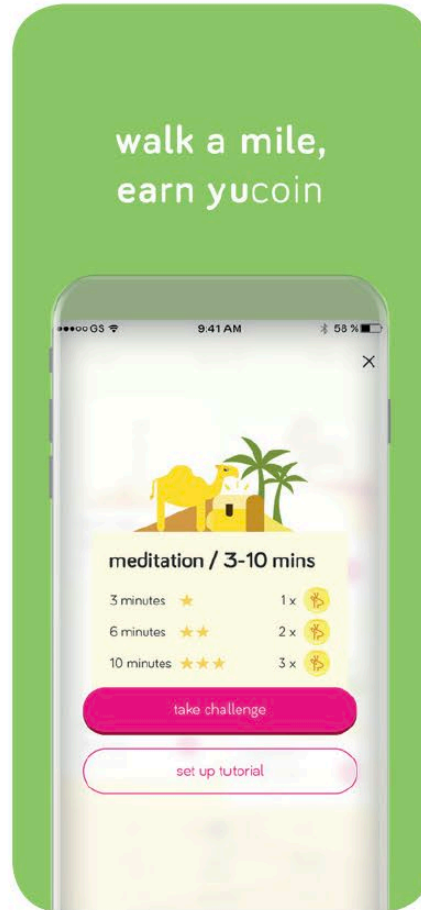 walk a mile,
earn yucoin
GS 9:41 AM 58 %
meditation / 3-10 mins
3 minutes 1 x
6 minutes 2 x
10 minutes 3 x
take challenge
set up tutorial